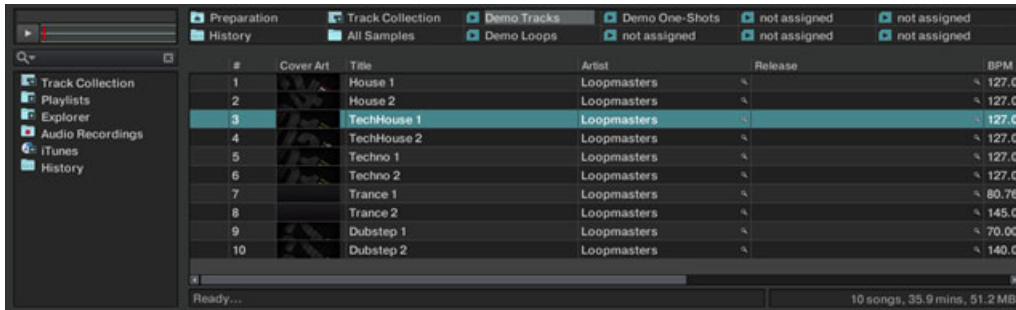 Preparation Track Collection Demo Tracks Demo One-Shots not assigned not assigned
History All Samples Demo Loops not assigned not assigned not assigned
# Cover Art Title Artist Release BPM
Track Collection
Playlists
Explorer
Audio Recordings
iTunes
History
1 House 1 Loopmasters 127.0
2 House 2 Loopmasters 127.0
3 TechHouse 1 Loopmasters 127.0
4 TechHouse 2 Loopmasters 127.0
5 Techno 1 Loopmasters 127.0
6 Techno 2 Loopmasters 127.0
7 Trance 1 Loopmasters 80.76
8 Trance 2 Loopmasters 145.0
9 Dubstep 1 Loopmasters 70.00
10 Dubstep 2 Loopmasters 140.0
Ready... 10 songs, 35.9 mins, 51.2 MB